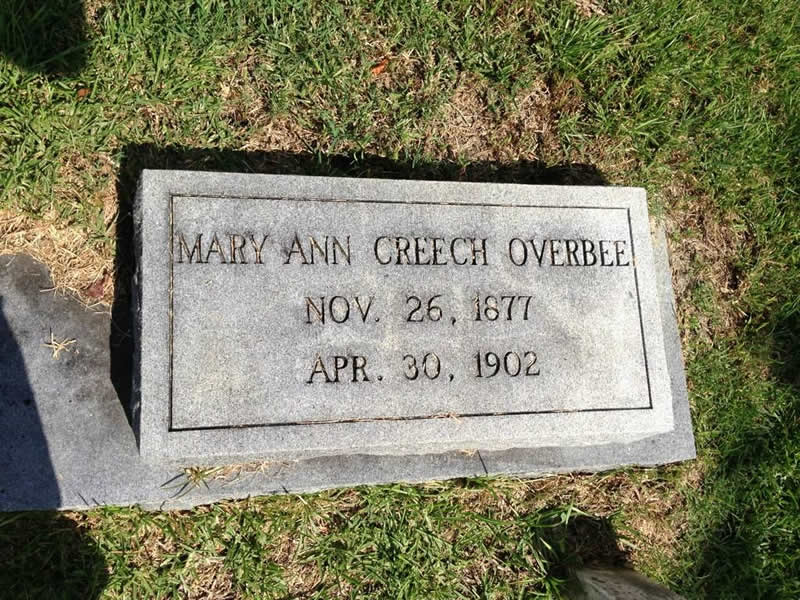 MARY ANN CREECH OVERBEE
NOV. 26, 1877
APR. 30, 1902